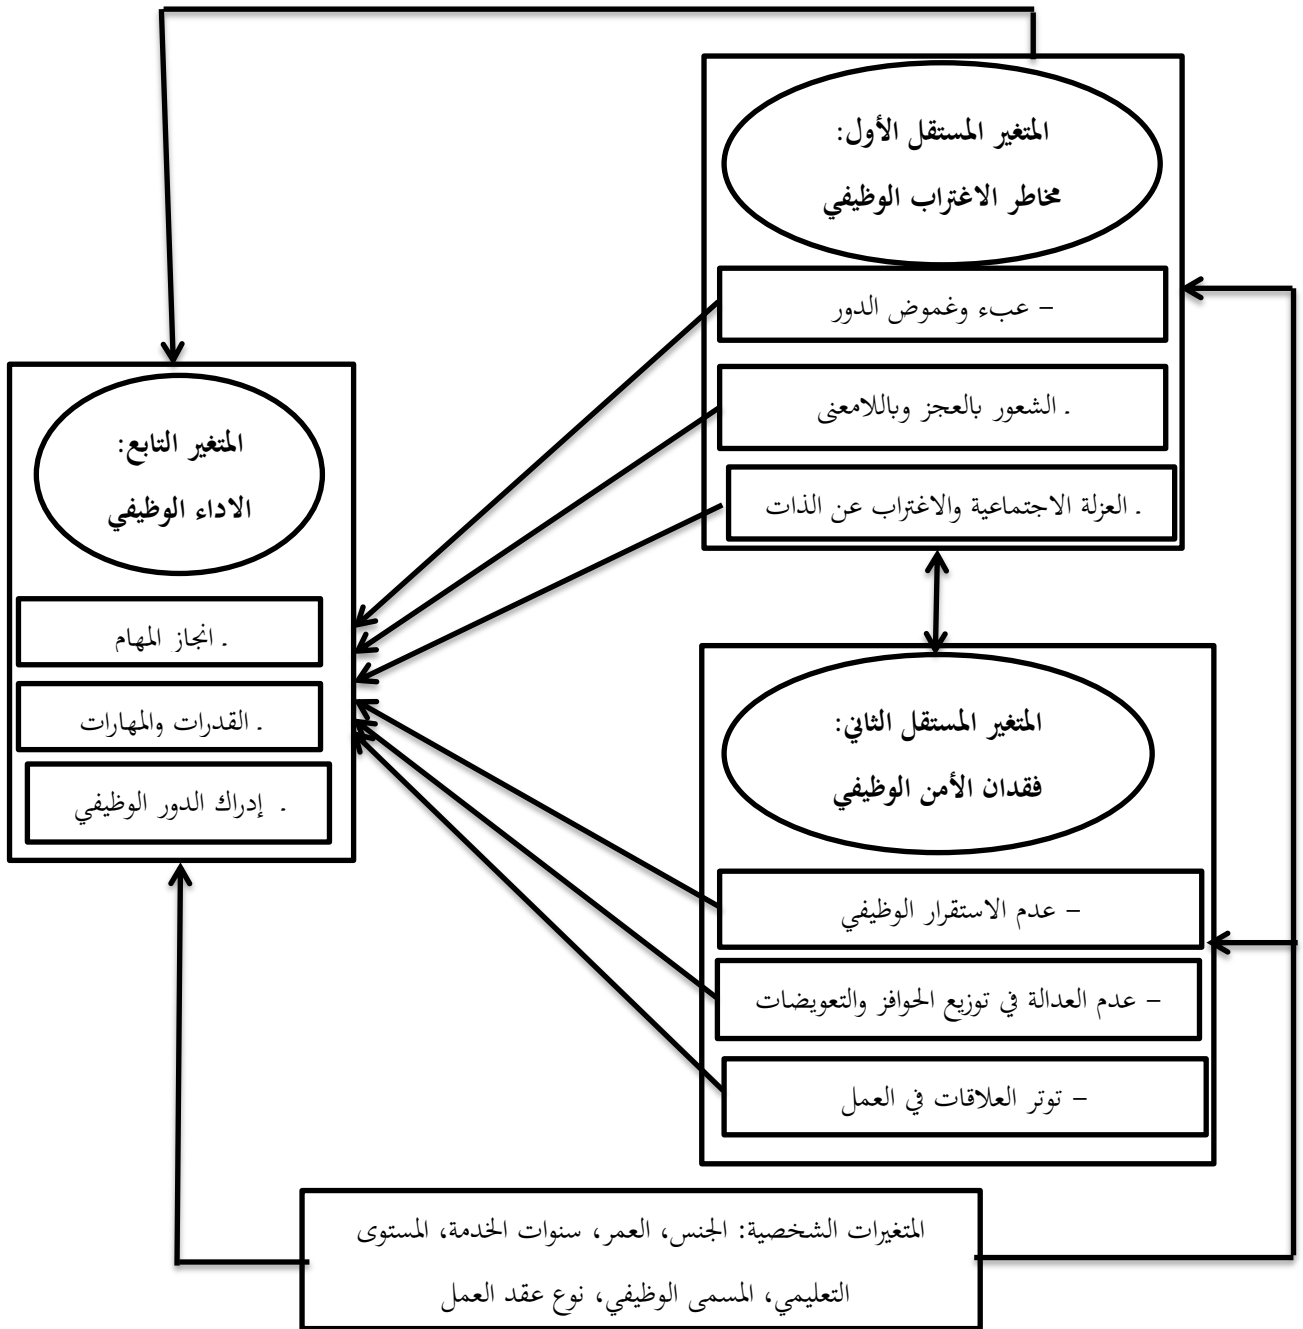 المتغير المستقل الأول:
مخاطر الاغتراب الوظيفي
– عبء وغموض الدور
. الشعور بالعجز وباللامعنى
. العزلة الاجتماعية والاغتراب عن الذات
المتغير التابع:
الاداء الوظيفي
. انجاز المهام
. القدرات والمهارات
. إدراك الدور الوظيفي
المتغير المستقل الثاني:
فقدان الأمن الوظيفي
– عدم الاستقرار الوظيفي
– عدم العدالة في توزيع الحوافز والتعويضات
– توتر العلاقات في العمل
المتغيرات الشخصية: الجنس، العمر، سنوات الخدمة، المستوى
التعليمي، المسمى الوظيفي، نوع عقد العمل